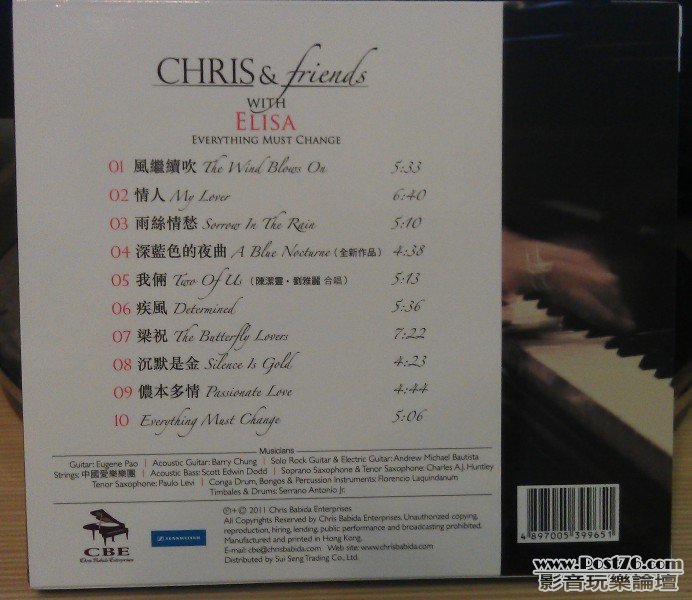 CHRIS & friends
WITH
ELISA
EVERYTHING MUST CHANGE
01 風繼續吹 The Wind Blows On 5:33
02 情人 My Lover 6:40
03 雨絲情愁 Sorrow In The Rain 5:10
04 深藍色的夜曲 A Blue Nocturne (全新作品) 4:38
05 我倆 Two Of Us (陳潔靈·劉雅麗 合唱) 5:13
06 疾風 Determined 5:36
07 梁祝 The Butterfly Lovers 7:22
08 沉默是金 Silence Is Gold 4:23
09 儂本多情 Passionate Love 4:44
10 Everything Must Change 5:06
Musicians
Guitar: Eugene Pao | Acoustic Guitar: Barry Chung | Solo Rock Guitar & Electric Guitar: Andrew Michael Bautista
Strings: 中國愛樂樂團 | Acoustic Bass: Scott Edwin Dodd | Soprano Saxophone & Tenor Saxophone: Charles A.J. Huntley
Tenor Saxophone: Paulo Levi | Conga Drum, Bongos & Percussion Instruments: Florencio Laquindanum
Timbales & Drums: Serrano Antonio Jr.
℗+© 2011 Chris Babida Enterprises
All Copyrights Reserved by Chris Babida Enterprises. Unauthorized copying,
reproduction, hiring, lending, public performance and broadcasting prohibited.
Manufactured and printed in Hong Kong.
E-mail: cbe@chrisbabida.com Web site: www.chrisbabida.com
Distributed by Sui Seng Trading Co., Ltd.
CBE
Chris Babida Enterprises
SENNHEISER
4 897005 399651
www.Post76.com
影音玩樂論壇